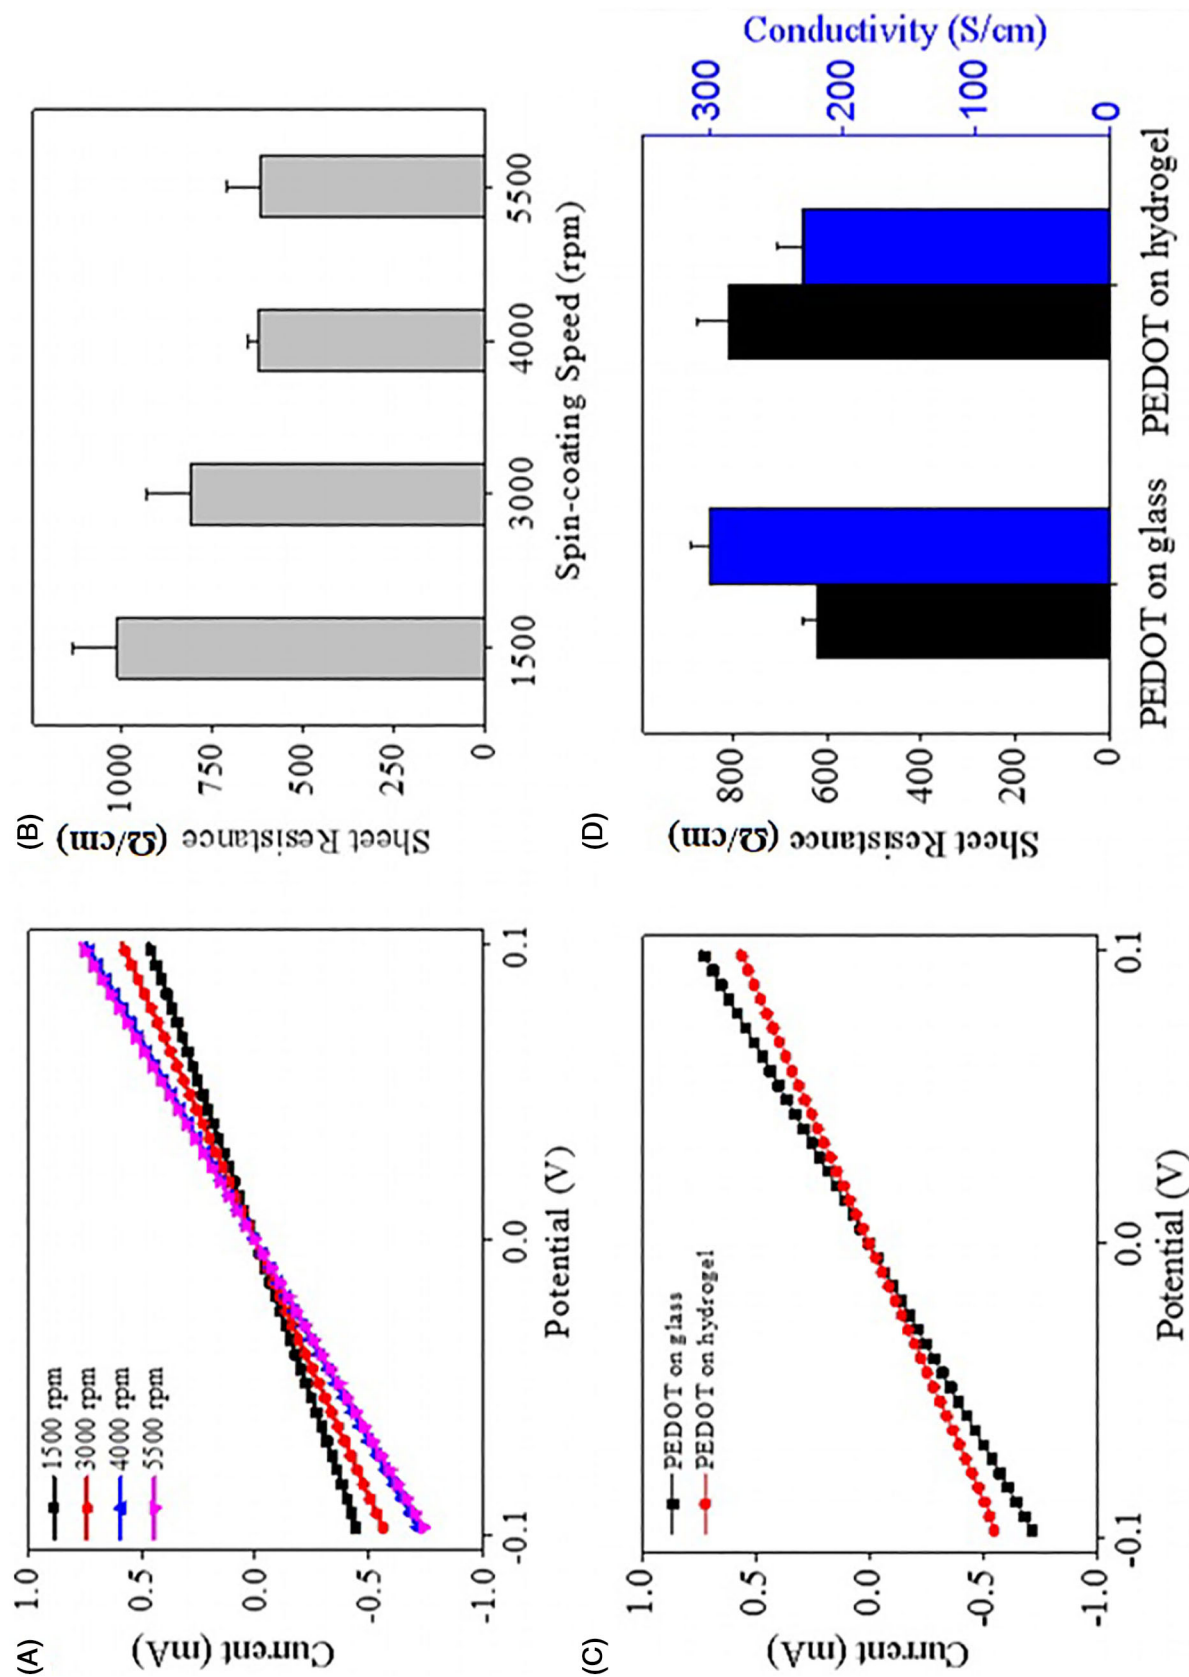 (A)
Current (mA)
1.0
0.5
0.0
-0.5
-1.0
1500 rpm
3000 rpm
4000 rpm
5500 rpm
-0.1
0.0
0.1
Potential (V)
(B)
Sheet Resistance (Ω/cm)
1000
750
500
250
0
1500
3000
4000
5500
Spin-coating Speed (rpm)
(C)
Current (mA)
1.0
0.5
0.0
-0.5
-1.0
PEDOT on glass
PEDOT on hydrogel
-0.1
0.0
0.1
Potential (V)
(D)
Sheet Resistance (Ω/cm)
800
600
400
200
0
PEDOT on glass
PEDOT on hydrogel
300
200
100
0
Conductivity (S/cm)